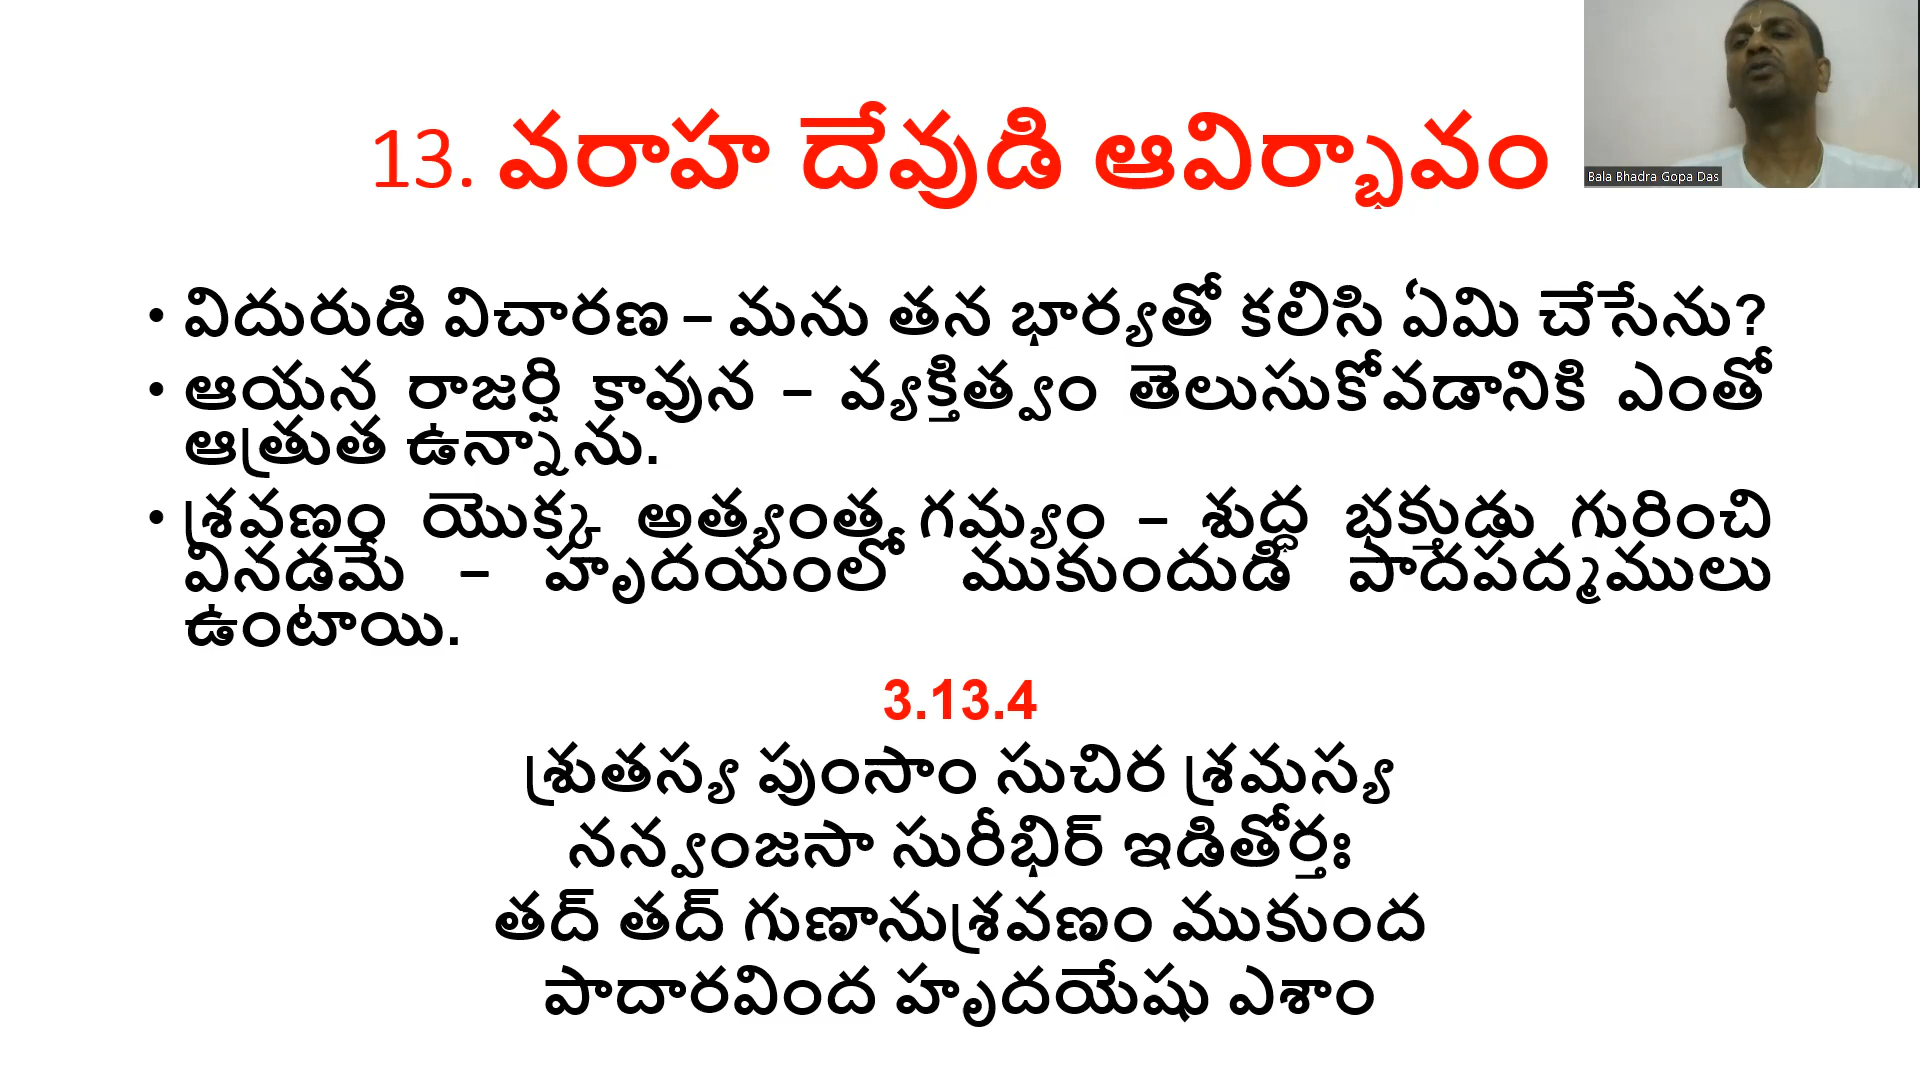 13. వరాహ దేవుడి ఆవిర్భావం
Bala Bhadra Gopa Das
• విదురుడి విచారణ – మను తన భార్యతో కలిసి ఏమి చేసేను?
• ఆయన రాజర్షి కావున – వ్యక్తిత్వం తెలుసుకోవడానికి ఎంతో
ఆత్రుత ఉన్నాను.
• శ్రవణం యొక్క అత్యంత గమ్యం – శుద్ధ భక్తుడు గురించి
వినడమే – హృదయంలో ముకుందుడి పాదపద్మములు
ఉంటాయి.
3.13.4
శ్రుతస్య పుంసాం సుచిర శ్రమస్య
నన్వంజసా సురీభిర్ ఇడితోర్తః
తద్ తద్ గుణానుశ్రవణం ముకుంద
పాదారవింద హృదయేషు ఎశాం